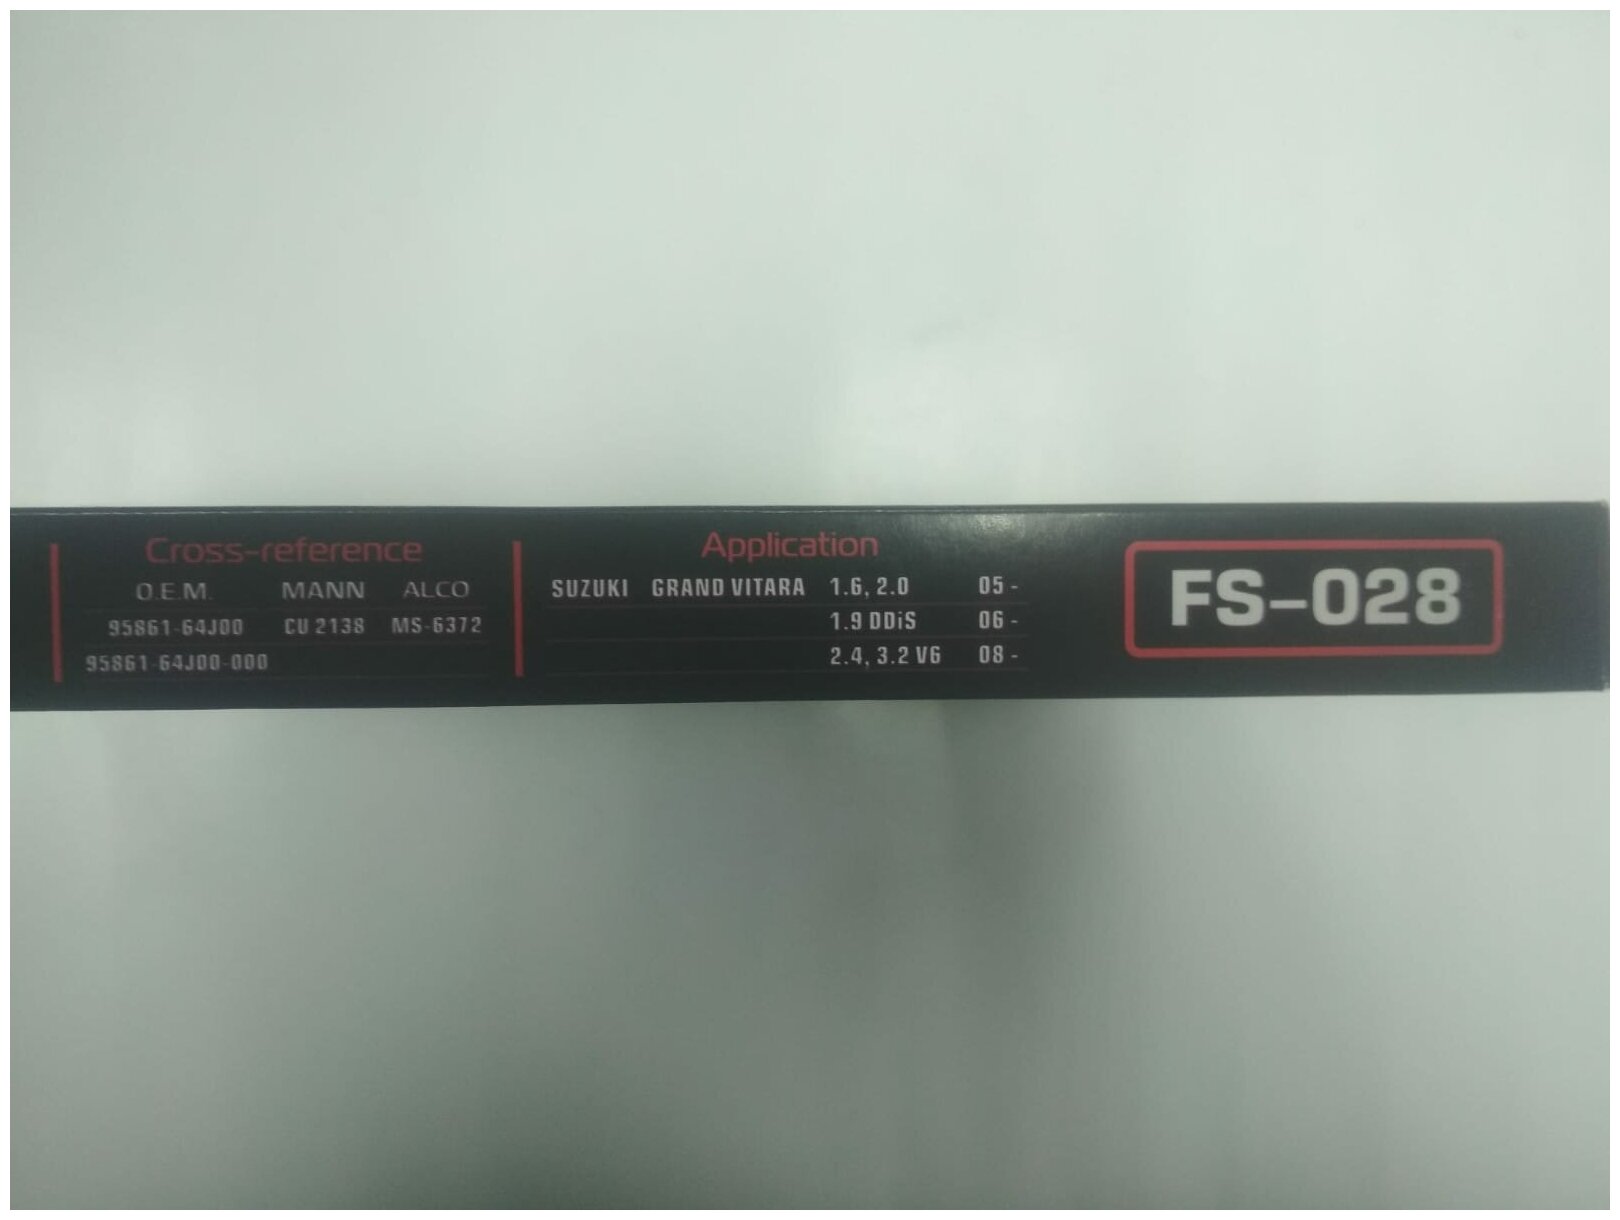 Cross-reference
O.E.M. MANN ALCO
95861-64J00 CU 2138 MS-6372
95861-64J00-000
Application
SUZUKI GRAND VITARA 1.6, 2.0 05 -
1.9 DDiS 06 -
2.4, 3.2 V6 08 -
FS-028